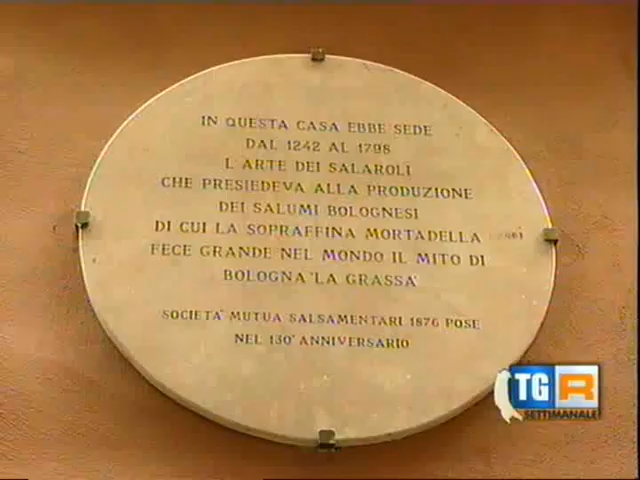 IN QUESTA CASA EBBE SEDE
DAL 1242 AL 1798
L'ARTE DEI SALAROLI
CHE PRESIEDEVA ALLA PRODUZIONE
DEI SALUMI BOLOGNESI
DI CUI LA SOPRAFFINA MORTADELLA
FECE GRANDE NEL MONDO IL MITO DI
BOLOGNA "LA GRASSA"
SOCIETA' MUTUA SALSAMENTARI 1876 POSE
NEL 130° ANNIVERSARIO
TGR
SETTIMANALE